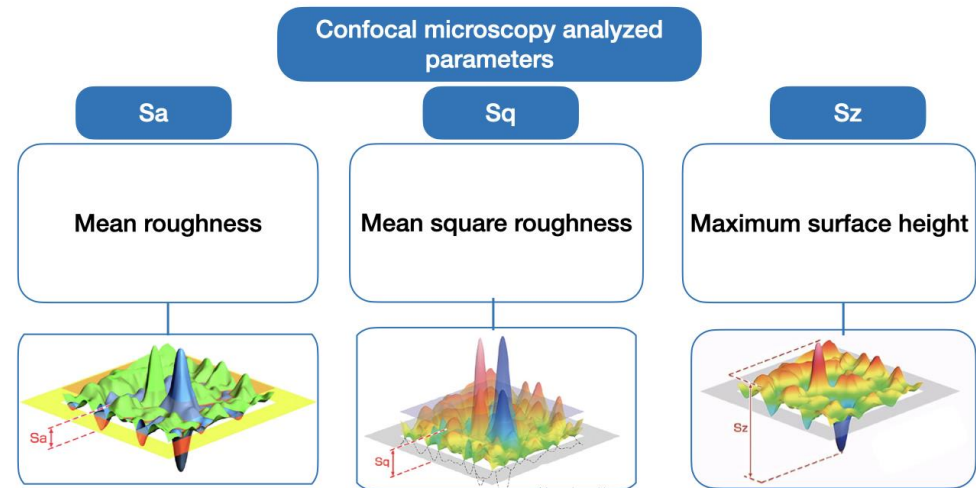 Confocal microscopy analyzed
parameters
Sa
Sq
Sz
Mean roughness
Mean square roughness
Maximum surface height
Sa
Sq
Sz